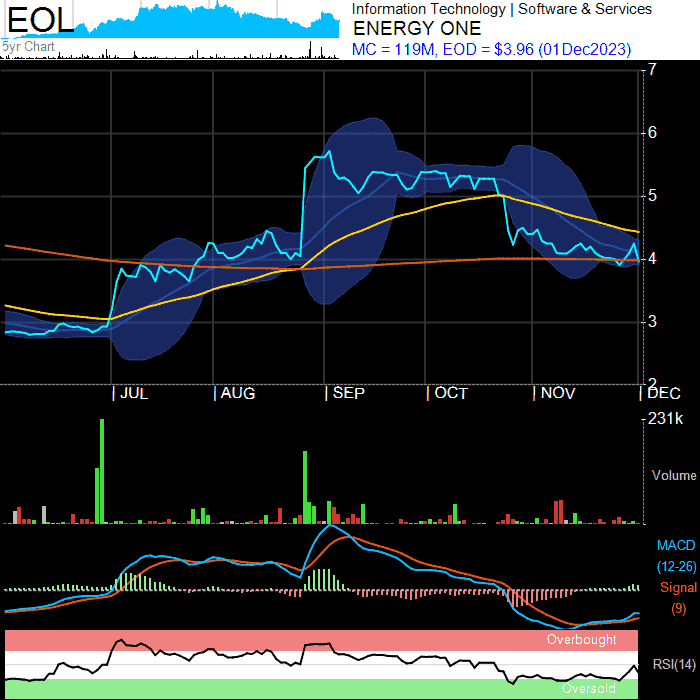 EOL
5yr Chart
Information Technology | Software & Services
ENERGY ONE
MC = 119M, EOD = $3.96 (01Dec2023)
7
6
5
4
3
2
JUL AUG SEP OCT NOV DEC
231k
Volume
MACD
(12-26)
Signal
(9)
Overbought
RSI(14)
Oversold